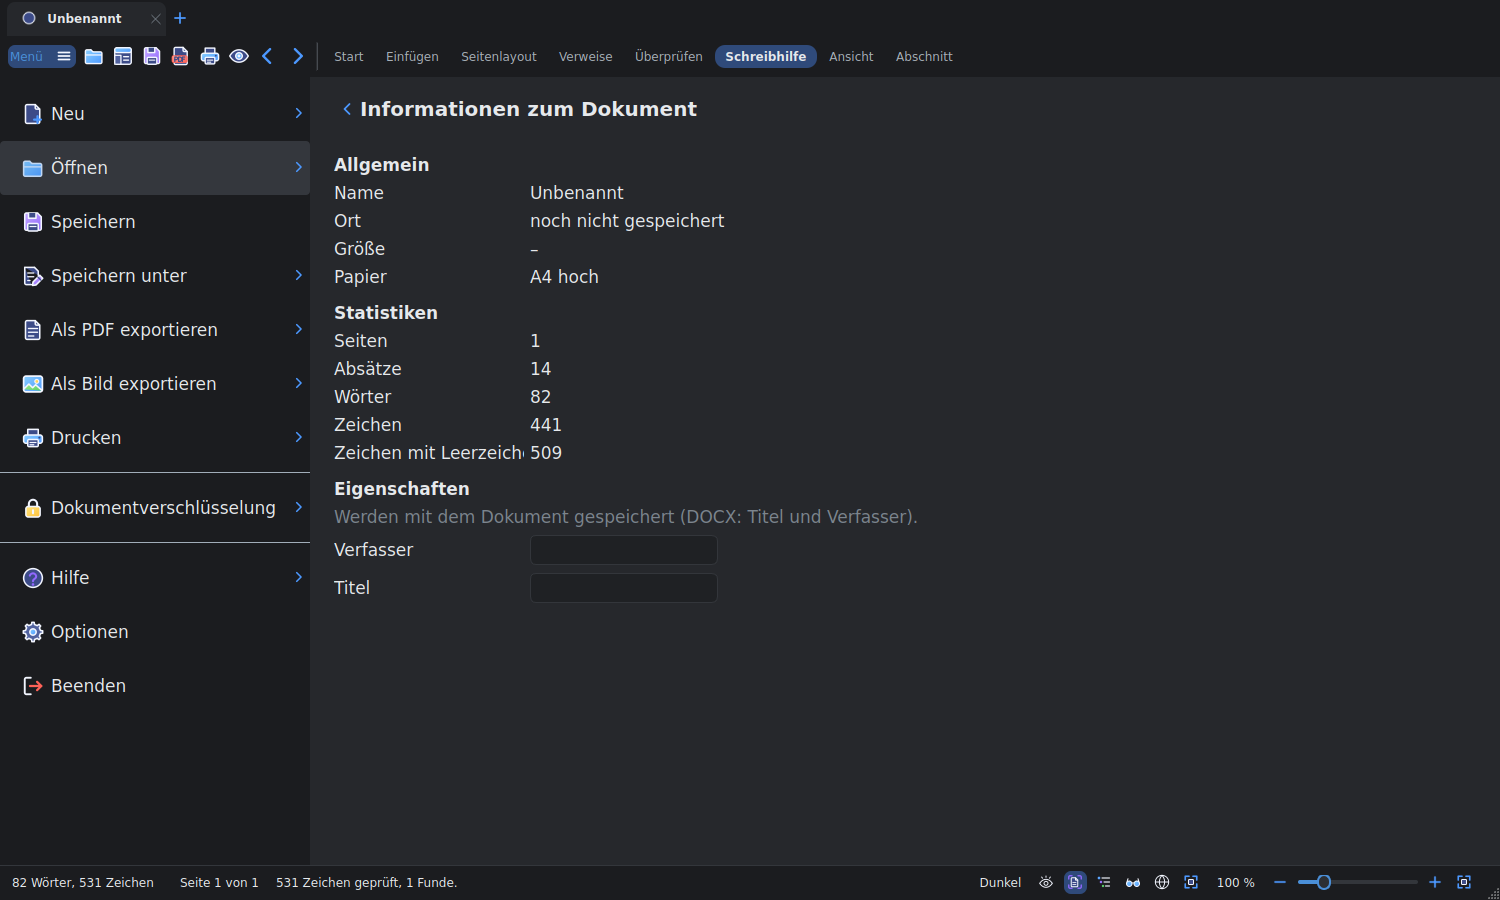 Unbenannt
Menü
PDF
Start Einfügen Seitenlayout Verweise Überprüfen Schreibhilfe Ansicht Abschnitt
Neu
Öffnen
Speichern
Speichern unter
Als PDF exportieren
Als Bild exportieren
Drucken
Dokumentverschlüsselung
Hilfe
Optionen
Beenden
Informationen zum Dokument
Allgemein
Name Unbenannt
Ort noch nicht gespeichert
Größe –
Papier A4 hoch
Statistiken
Seiten 1
Absätze 14
Wörter 82
Zeichen 441
Zeichen mit Leerzeich 509
Eigenschaften
Werden mit dem Dokument gespeichert (DOCX: Titel und Verfasser).
Verfasser
Titel
82 Wörter, 531 Zeichen Seite 1 von 1 531 Zeichen geprüft, 1 Funde. Dunkel 100 %